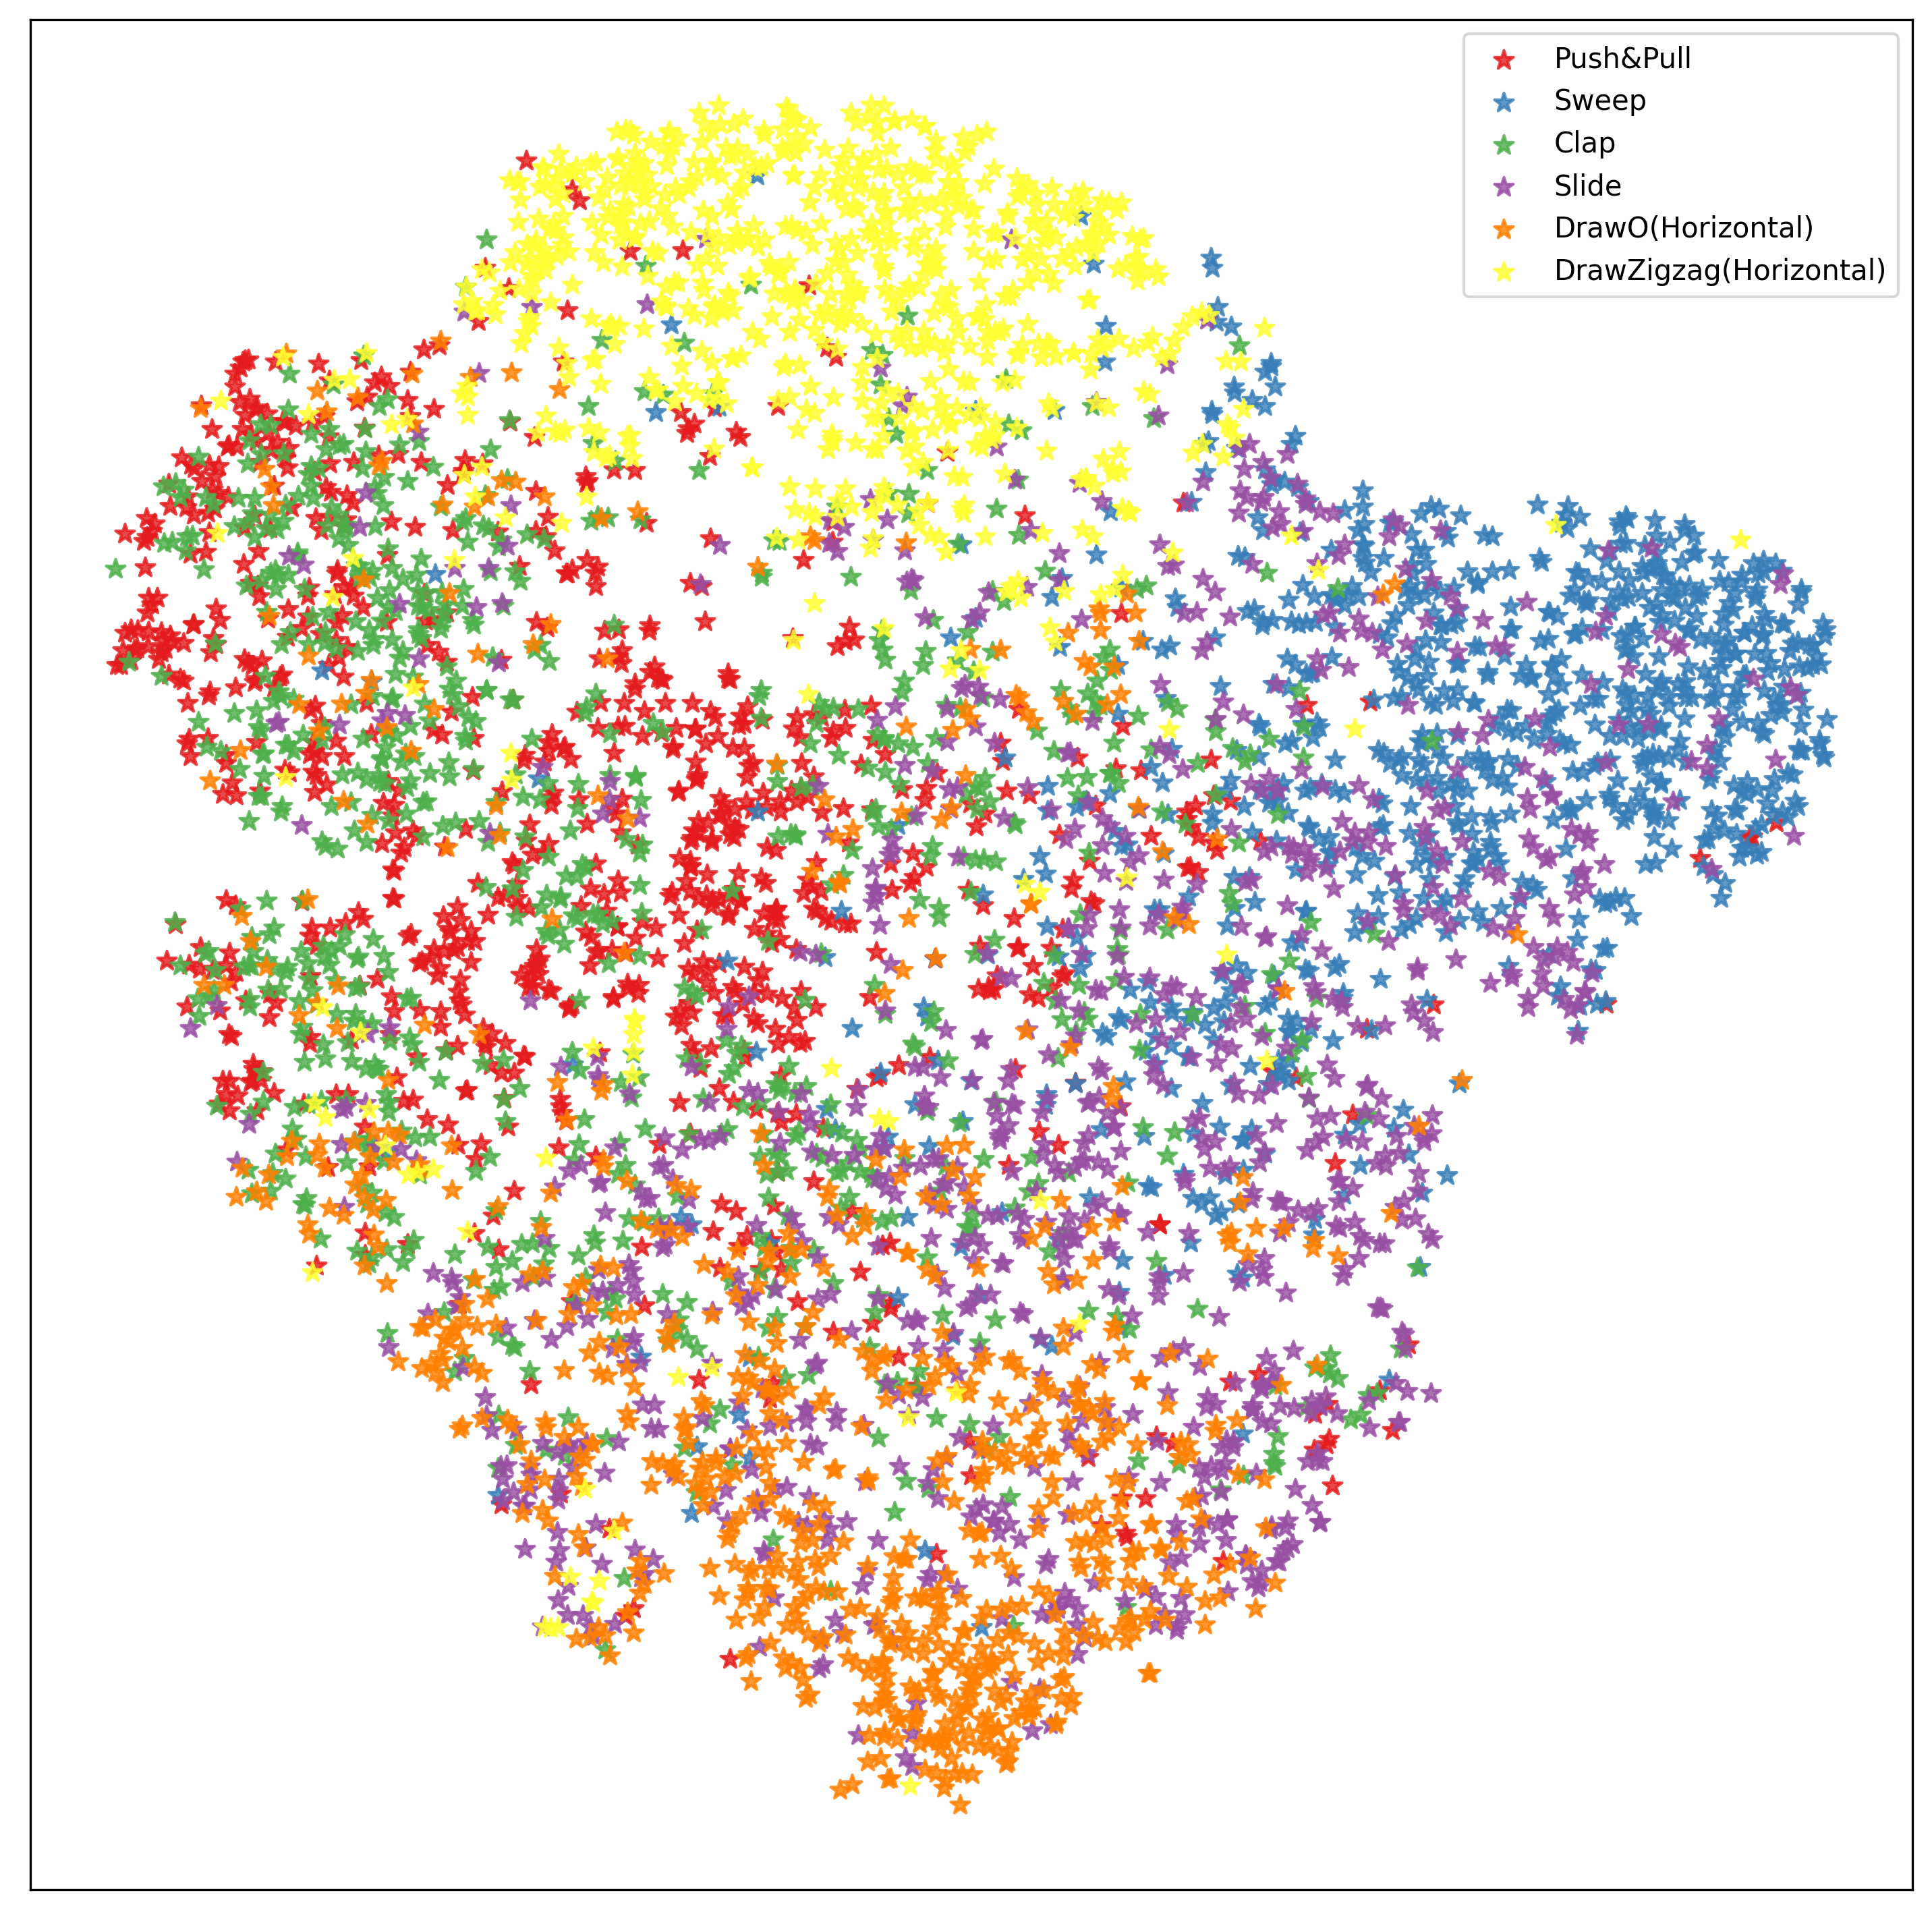 Push&Pull
Sweep
Clap
Slide
DrawO(Horizontal)
DrawZigzag(Horizontal)